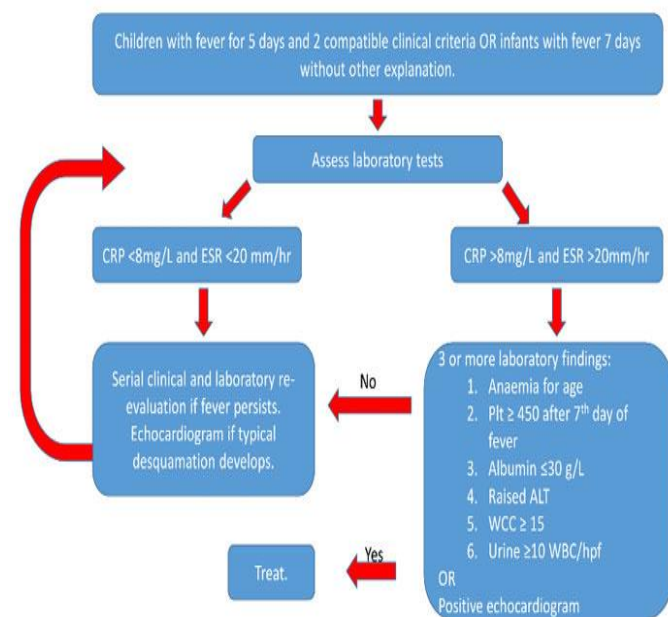 Children with fever for 5 days and 2 compatible clinical criteria OR infants with fever 7 days
without other explanation.
Assess laboratory tests
CRP <8mg/L and ESR <20 mm/hr
CRP >8mg/L and ESR >20mm/hr
Serial clinical and laboratory re-
evaluation if fever persists.
Echocardiogram if typical
desquamation develops.
No
3 or more laboratory findings:
1. Anaemia for age
2. Plt ≥ 450 after 7th day of
fever
3. Albumin ≤30 g/L
4. Raised ALT
5. WCC ≥ 15
6. Urine ≥10 WBC/hpf
OR
Positive echocardiogram
Yes
Treat.